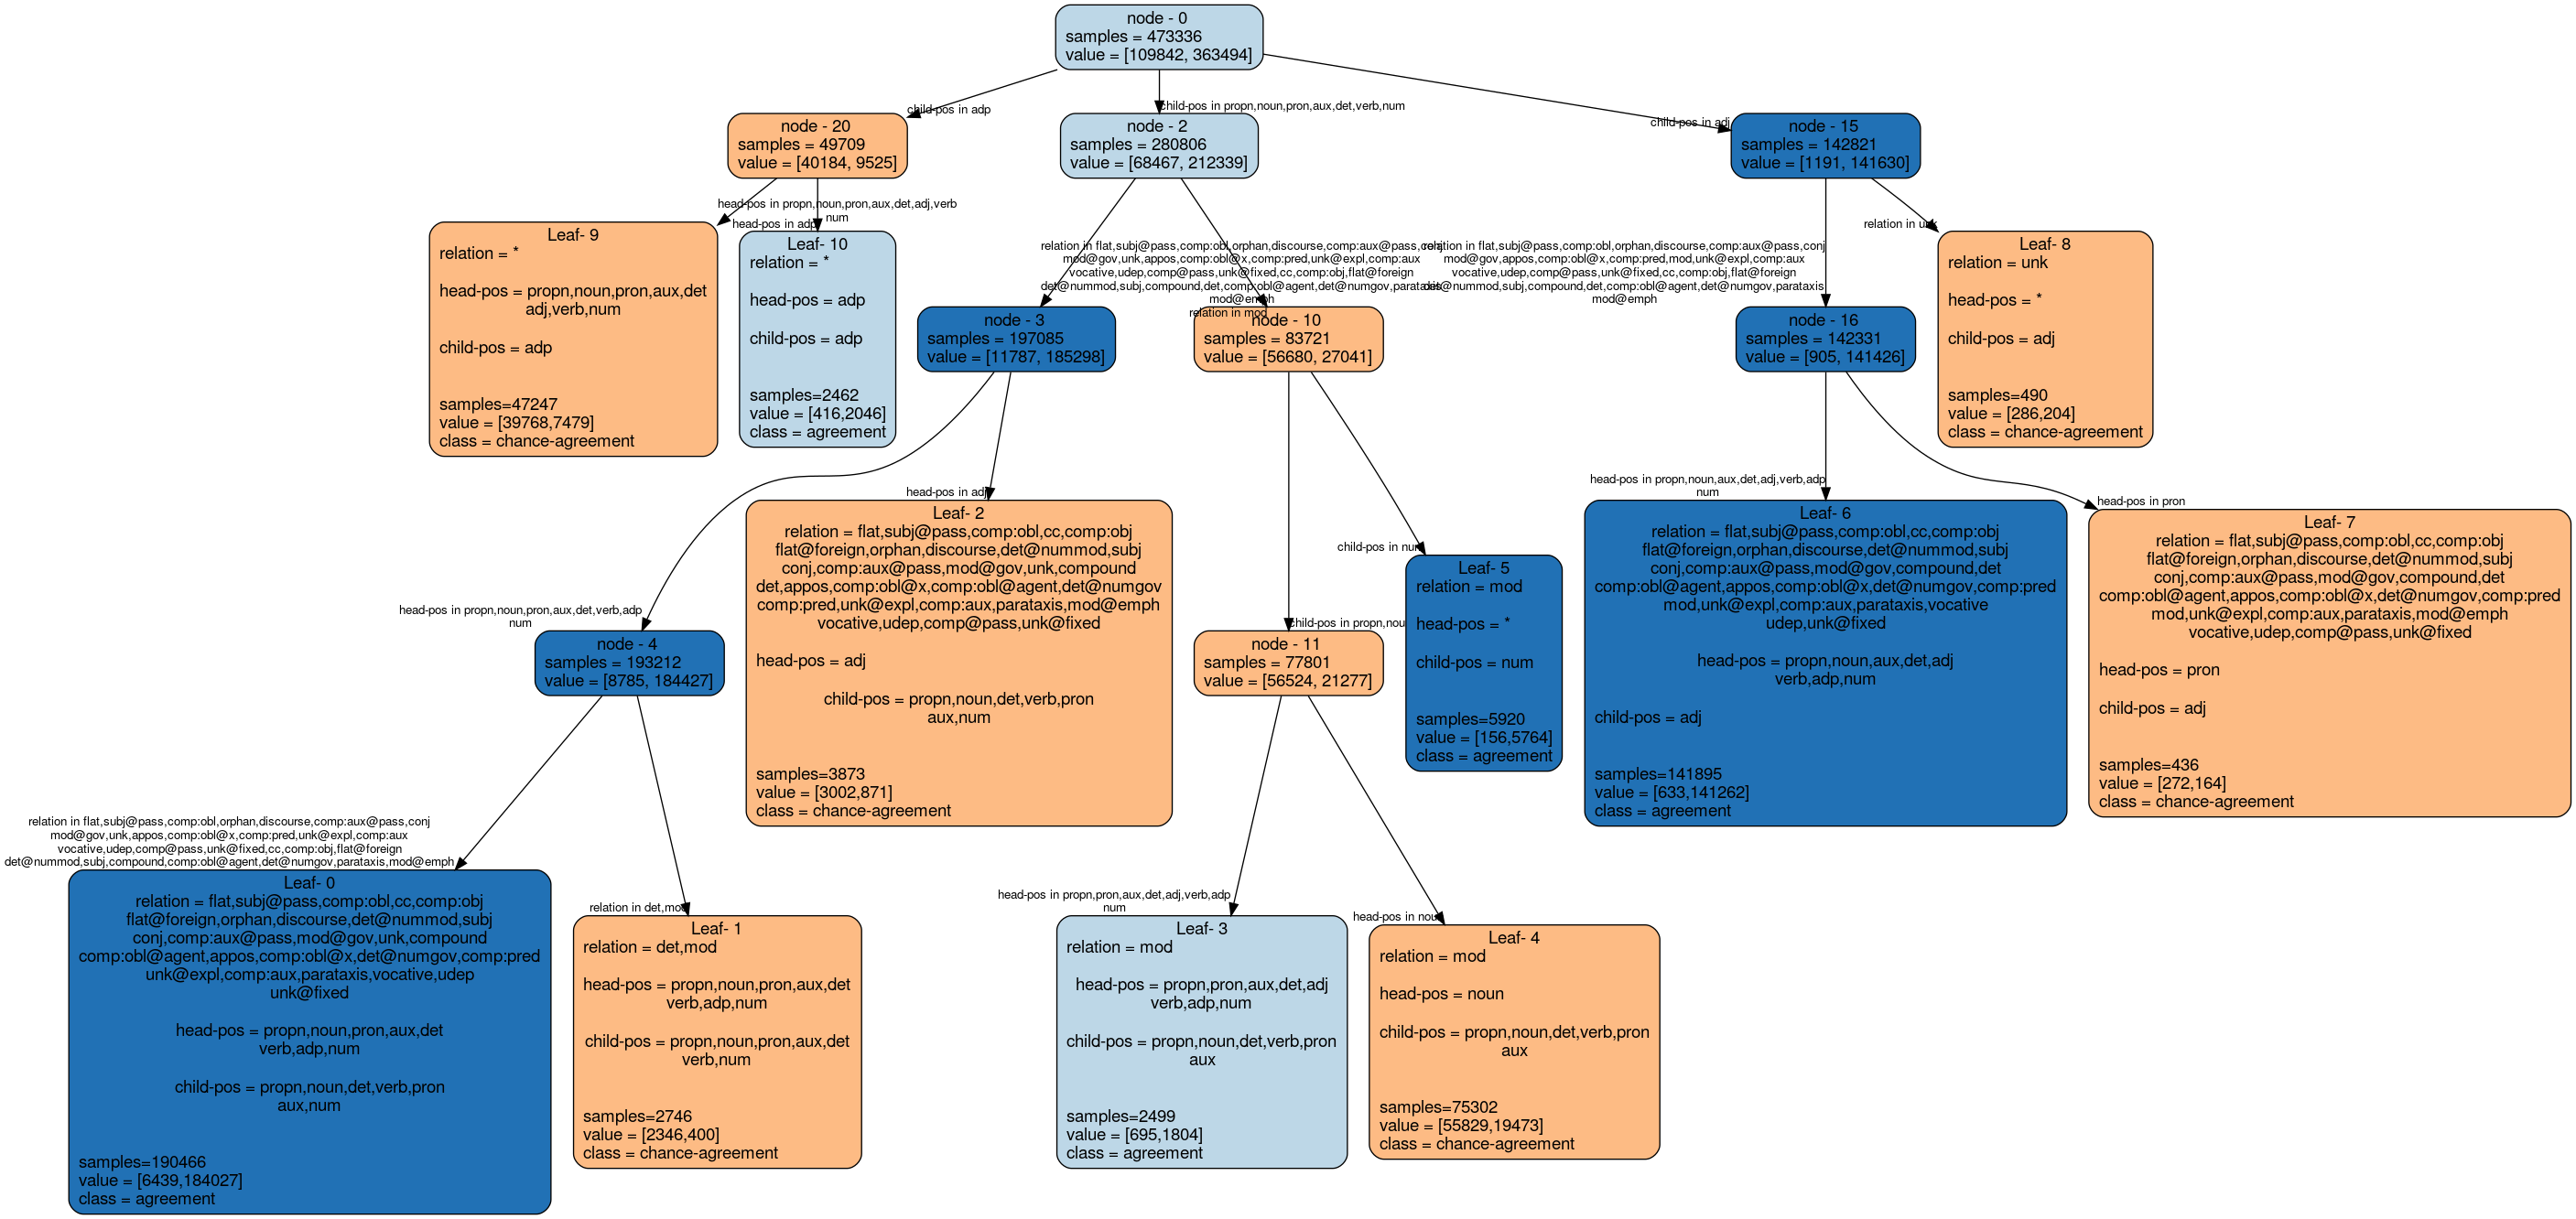 node - 0
samples = 473336
value = [109842, 363494]
child-pos in adp
child-pos in propn,noun,pron,aux,det,verb,num
child-pos in adj
node - 20
samples = 49709
value = [40184, 9525]
node - 2
samples = 280806
value = [68467, 212339]
node - 15
samples = 142821
value = [1191, 141630]
head-pos in propn,noun,pron,aux,det,adj,verb
num
head-pos in adp
relation in flat,subj@pass,comp:obl,orphan,discourse,comp:aux@pass,conj
mod@gov,unk,appos,comp:obl@x,comp:pred,unk@expl,comp:aux
vocative,udep,comp@pass,unk@fixed,cc,comp:obj,flat@foreign
det@nummod,subj,compound,det,comp:obl@agent,det@numgov,parataxis
mod@emph
relation in mod
relation in flat,subj@pass,comp:obl,orphan,discourse,comp:aux@pass,conj
mod@gov,appos,comp:obl@x,comp:pred,mod,unk@expl,comp:aux
vocative,udep,comp@pass,unk@fixed,cc,comp:obj,flat@foreign
det@nummod,subj,compound,det,comp:obl@agent,det@numgov,parataxis
mod@emph
relation in unk
Leaf- 9
relation = *
head-pos = propn,noun,pron,aux,det
adj,verb,num
child-pos = adp
samples=47247
value = [39768,7479]
class = chance-agreement
Leaf- 10
relation = *
head-pos = adp
child-pos = adp
samples=2462
value = [416,2046]
class = agreement
node - 3
samples = 197085
value = [11787, 185298]
node - 10
samples = 83721
value = [56680, 27041]
node - 16
samples = 142331
value = [905, 141426]
Leaf- 8
relation = unk
head-pos = *
child-pos = adj
samples=490
value = [286,204]
class = chance-agreement
head-pos in propn,noun,pron,aux,det,verb,adp
num
head-pos in adj
child-pos in propn,noun
child-pos in num
head-pos in propn,noun,aux,det,adj,verb,adp
num
head-pos in pron
node - 4
samples = 193212
value = [8785, 184427]
Leaf- 2
relation = flat,subj@pass,comp:obl,cc,comp:obj
flat@foreign,orphan,discourse,det@nummod,subj
conj,comp:aux@pass,mod@gov,unk,compound
det,appos,comp:obl@x,comp:obl@agent,det@numgov
comp:pred,unk@expl,comp:aux,parataxis,mod@emph
vocative,udep,comp@pass,unk@fixed
head-pos = adj
child-pos = propn,noun,det,verb,pron
aux,num
samples=3873
value = [3002,871]
class = chance-agreement
node - 11
samples = 77801
value = [56524, 21277]
Leaf- 5
relation = mod
head-pos = *
child-pos = num
samples=5920
value = [156,5764]
class = agreement
Leaf- 6
relation = flat,subj@pass,comp:obl,cc,comp:obj
flat@foreign,orphan,discourse,det@nummod,subj
conj,comp:aux@pass,mod@gov,compound,det
comp:obl@agent,appos,comp:obl@x,det@numgov,comp:pred
mod,unk@expl,comp:aux,parataxis,vocative
udep,unk@fixed
head-pos = propn,noun,aux,det,adj
verb,adp,num
child-pos = adj
samples=141895
value = [633,141262]
class = agreement
Leaf- 7
relation = flat,subj@pass,comp:obl,cc,comp:obj
flat@foreign,orphan,discourse,det@nummod,subj
conj,comp:aux@pass,mod@gov,compound,det
comp:obl@agent,appos,comp:obl@x,det@numgov,comp:pred
mod,unk@expl,comp:aux,parataxis,mod@emph
vocative,udep,comp@pass,unk@fixed
head-pos = pron
child-pos = adj
samples=436
value = [272,164]
class = chance-agreement
relation in flat,subj@pass,comp:obl,orphan,discourse,comp:aux@pass,conj
mod@gov,unk,appos,comp:obl@x,comp:pred,unk@expl,comp:aux
vocative,udep,comp@pass,unk@fixed,cc,comp:obj,flat@foreign
det@nummod,subj,compound,comp:obl@agent,det@numgov,parataxis,mod@emph
relation in det,mod
head-pos in propn,pron,aux,det,adj,verb,adp
num
head-pos in noun
Leaf- 0
relation = flat,subj@pass,comp:obl,cc,comp:obj
flat@foreign,orphan,discourse,det@nummod,subj
conj,comp:aux@pass,mod@gov,unk,compound
comp:obl@agent,appos,comp:obl@x,det@numgov,comp:pred
unk@expl,comp:aux,parataxis,vocative,udep
unk@fixed
head-pos = propn,noun,pron,aux,det
verb,adp,num
child-pos = propn,noun,det,verb,pron
aux,num
samples=190466
value = [6439,184027]
class = agreement
Leaf- 1
relation = det,mod
head-pos = propn,noun,pron,aux,det
verb,adp,num
child-pos = propn,noun,pron,aux,det
verb,num
samples=2746
value = [2346,400]
class = chance-agreement
Leaf- 3
relation = mod
head-pos = propn,pron,aux,det,adj
verb,adp,num
child-pos = propn,noun,det,verb,pron
aux
samples=2499
value = [695,1804]
class = agreement
Leaf- 4
relation = mod
head-pos = noun
child-pos = propn,noun,det,verb,pron
aux
samples=75302
value = [55829,19473]
class = chance-agreement